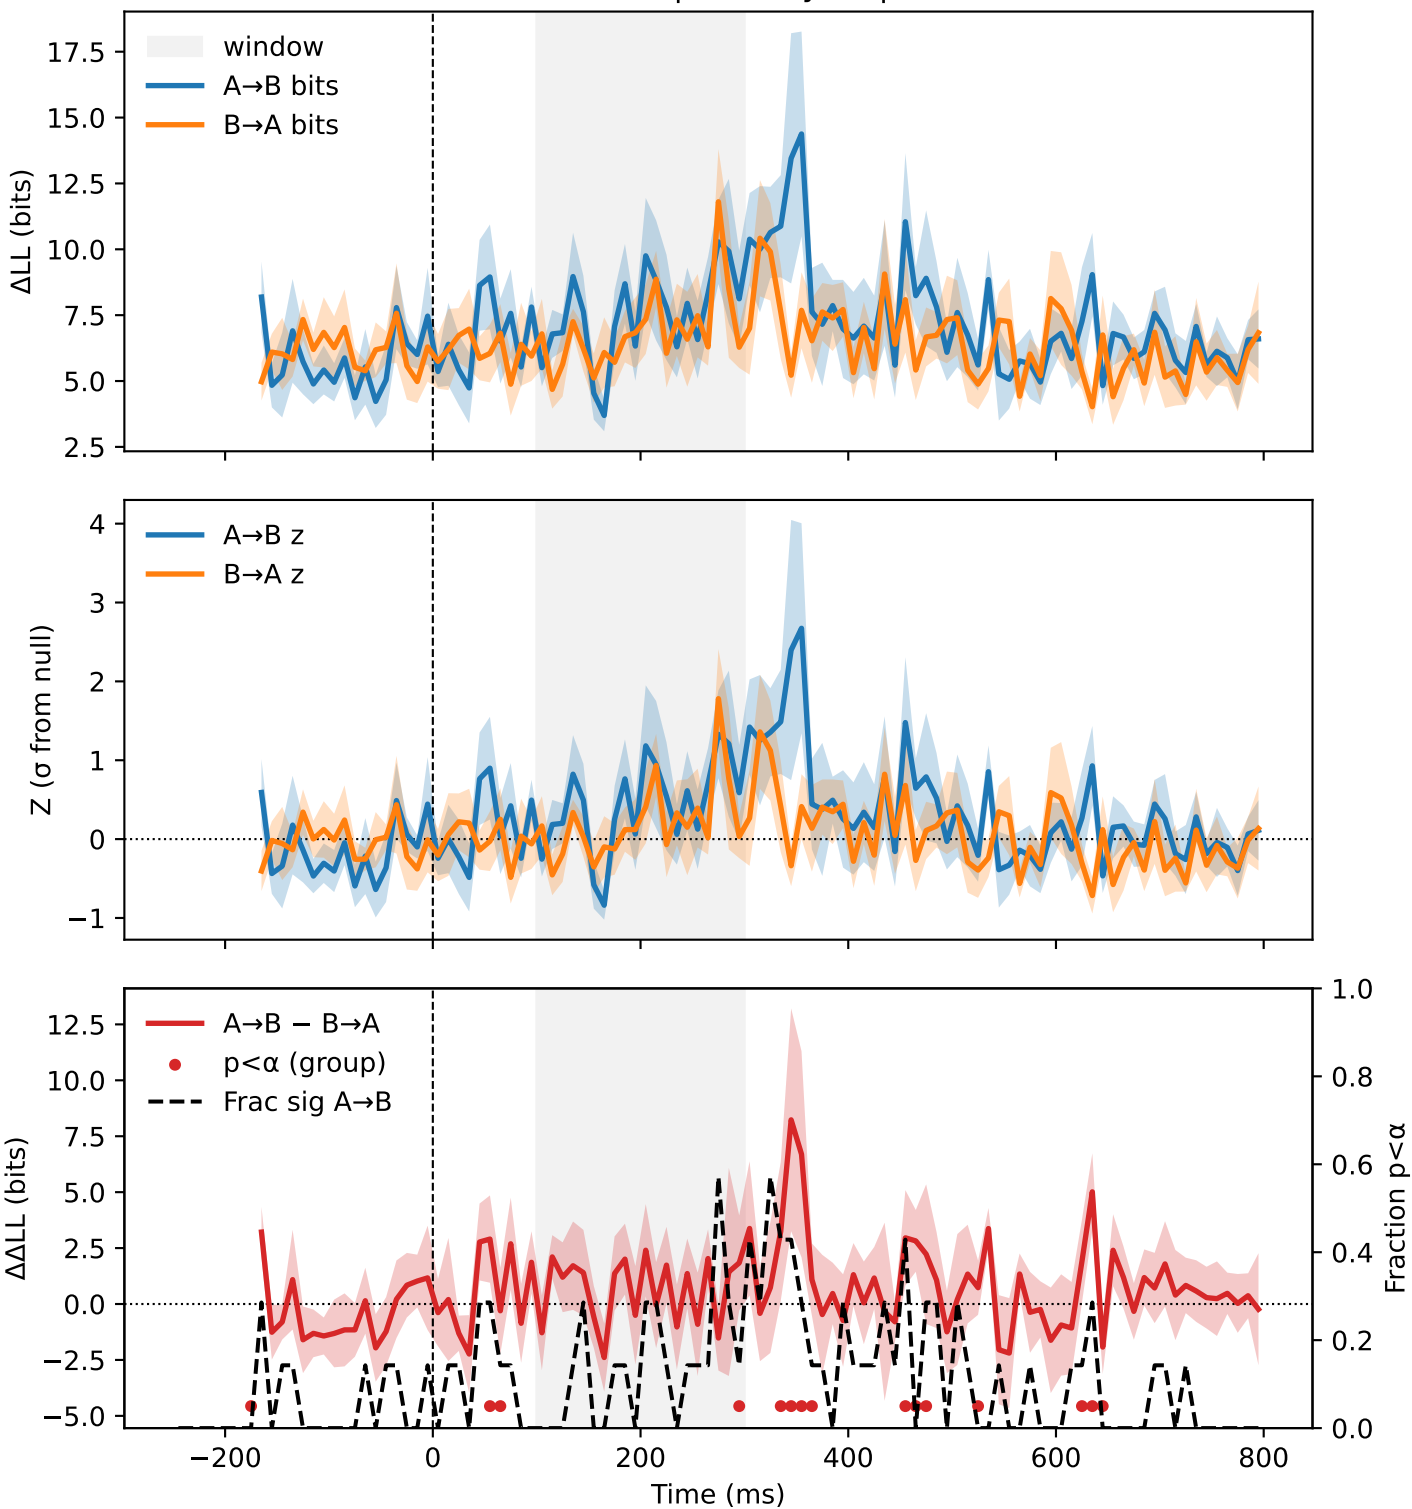 17.5
15.0
12.5
10.0
7.5
5.0
2.5
ΔLL (bits)
window
A→B bits
B→A bits
4
3
2
1
0
−1
Z (σ from null)
A→B z
B→A z
12.5
10.0
7.5
5.0
2.5
0.0
−2.5
−5.0
ΔΔLL (bits)
A→B − B→A
p<α (group)
Frac sig A→B
1.0
0.8
0.6
0.4
0.2
0.0
Fraction p<α
−200
0
200
400
600
800
Time (ms)